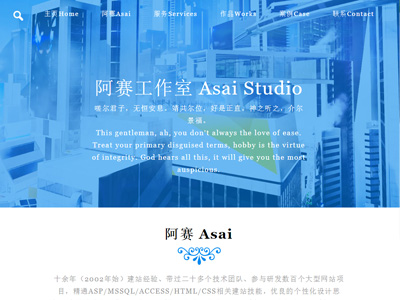 主页Home 阿赛Asai 服务Services 作品Works 案例Case 联系Contact
阿赛工作室 Asai Studio
嗟尔君子，无恒安息。靖共尔位，好是正直。神之听之，介尔
景福。
This gentleman, ah, you don't always the love of ease.
Treat your primary disguised terms, bobby is the virtue
of integrity. God hears all this, it will give you the most
auspicious.
阿赛 Asai
十余年（2002年始）建站经验、带过二十多个技术团队、参与研发数百个大型网站项
目，精通ASP/MSSQL/ACCESS/HTML/CSS相关建站技能，优良的个性化设计思